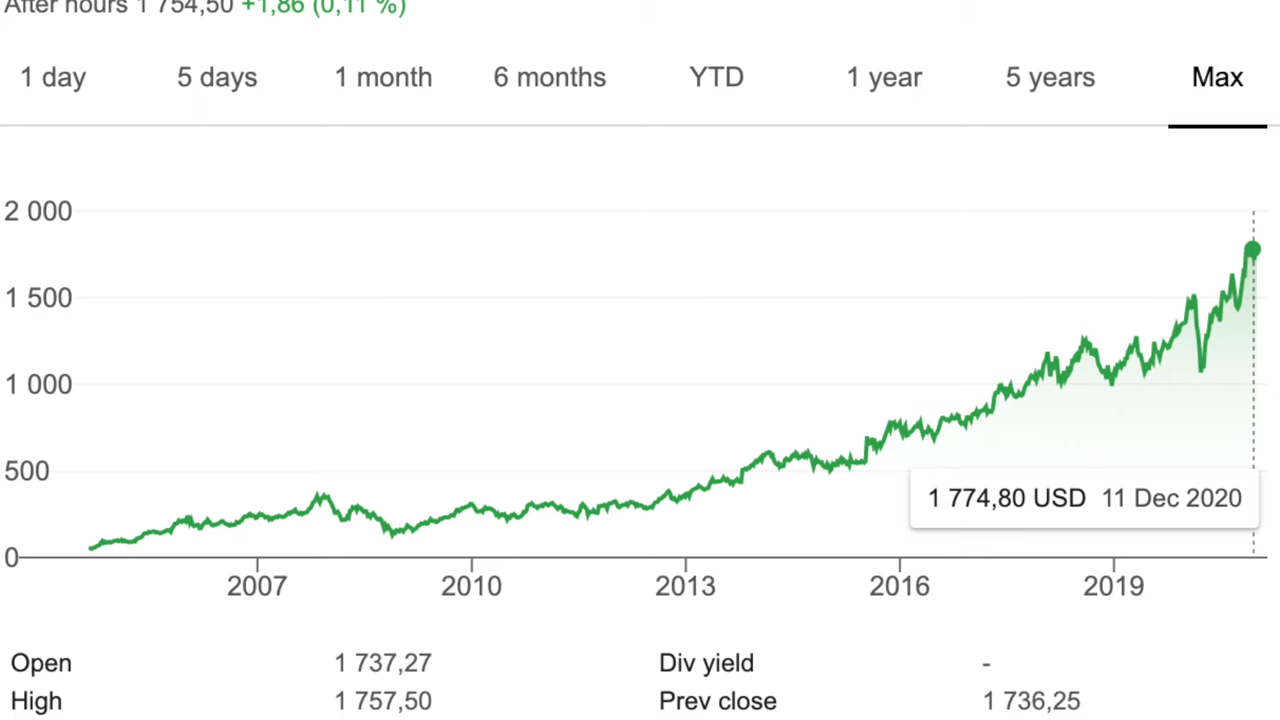 After hours 1 754,50 +1,86 (0,11 %)
1 day 5 days 1 month 6 months YTD 1 year 5 years Max
2 000
1 500
1 000
500
1 774,80 USD 11 Dec 2020
0
2007 2010 2013 2016 2019
Open 1 737,27 Div yield -
High 1 757,50 Prev close 1 736,25